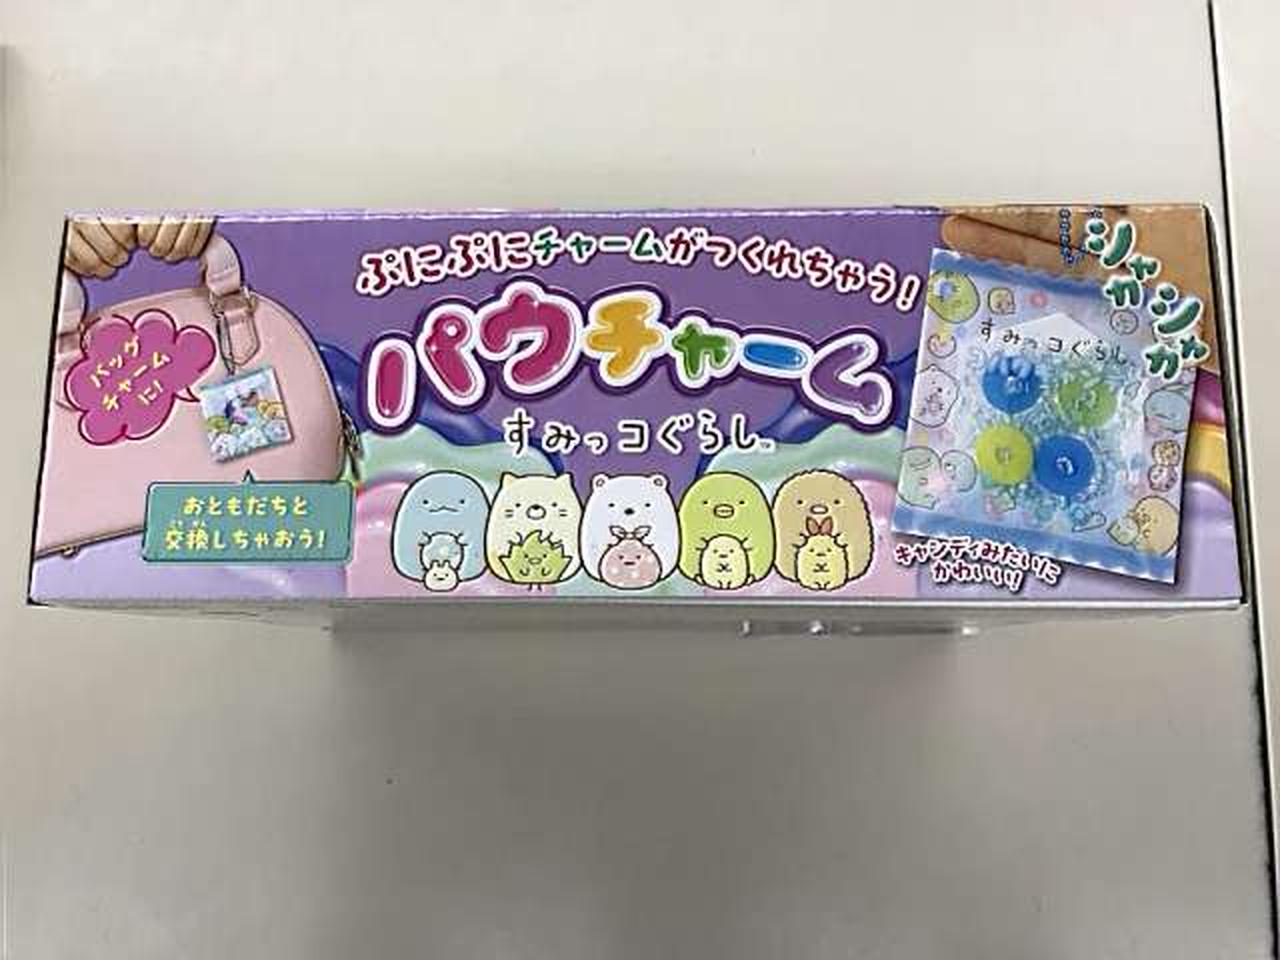 ぷにぷにチャームがつくれちゃう!
パウチャーム
すみっコぐらし™
バッグ
チャーム
に!
おともだちと
交換しちゃおう!
シャカ
シャカ
すみっコぐらし
キャンディみたいに
かわいい!